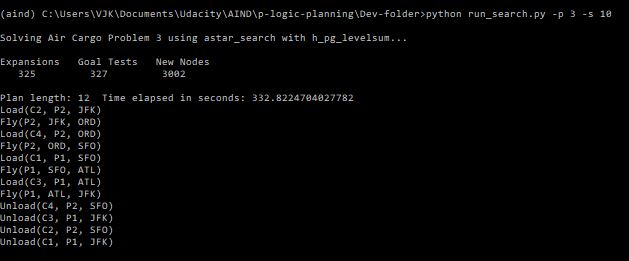 (aind) C:\Users\VJK\Documents\Udacity\AIND\p-logic-planning\Dev-folder>python run_search.py -p 3 -s 10
Solving Air Cargo Problem 3 using astar_search with h_pg_levelsum...
Expansions   Goal Tests   New Nodes
325         327         3002
Plan length: 12  Time elapsed in seconds: 332.8224704027782
Load(C2, P2, JFK)
Fly(P2, JFK, ORD)
Load(C4, P2, ORD)
Fly(P2, ORD, SFO)
Load(C1, P1, SFO)
Fly(P1, SFO, ATL)
Load(C3, P1, ATL)
Fly(P1, ATL, JFK)
Unload(C4, P2, SFO)
Unload(C3, P1, JFK)
Unload(C2, P2, SFO)
Unload(C1, P1, JFK)